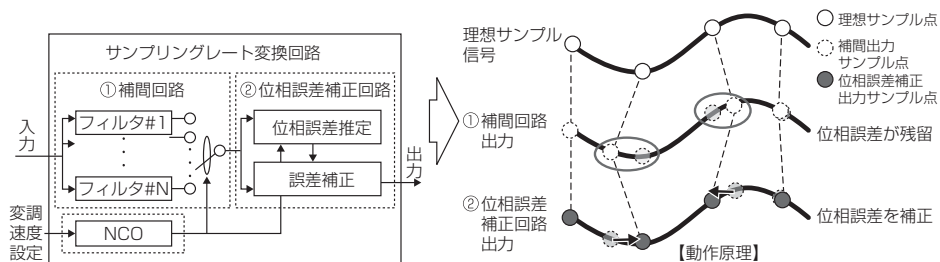 サンプリングレート変換回路
①補間回路
②位相誤差補正回路
入力
フィルタ#1
フィルタ#N
位相誤差推定
誤差補正
出力
変調
速度
設定
NCO
理想サンプル
信号
①補間回路
出力
②位相誤差
補正回路
出力
理想サンプル点
補間出力
サンプル点
位相誤差補正
出力サンプル点
位相誤差が残留
位相誤差を補正
【動作原理】